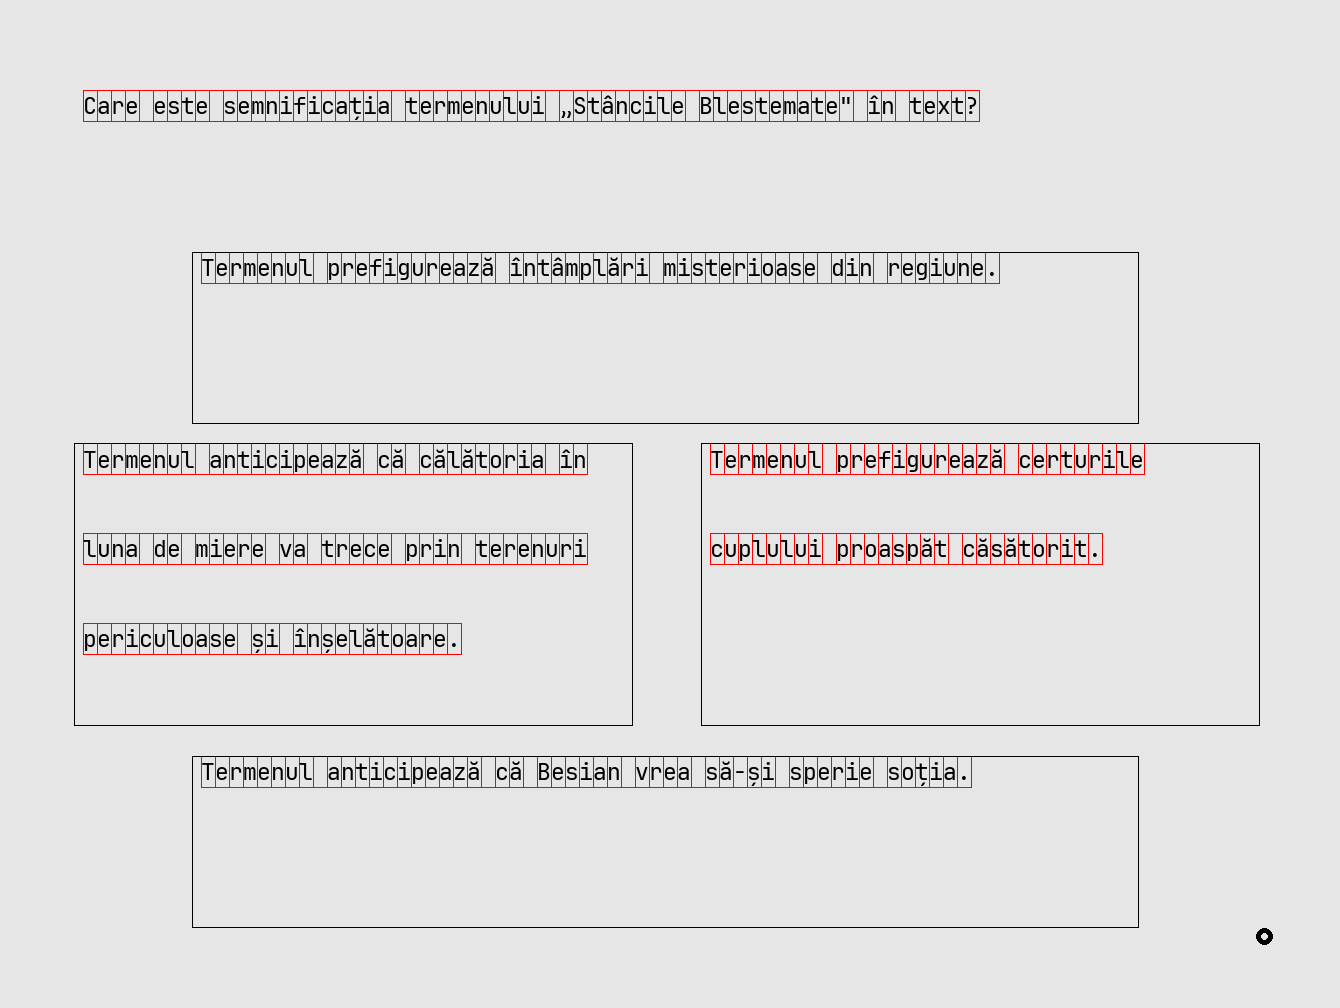 Care este semnificația termenului „Stâncile Blestemate" în text?
Termenul prefigurează întâmplări misterioase din regiune.
Termenul anticipează că călătoria în
luna de miere va trece prin terenuri
periculoase și înșelătoare.
Termenul prefigurează certurile
cuplului proaspăt căsătorit.
Termenul anticipează că Besian vrea să-și sperie soția.